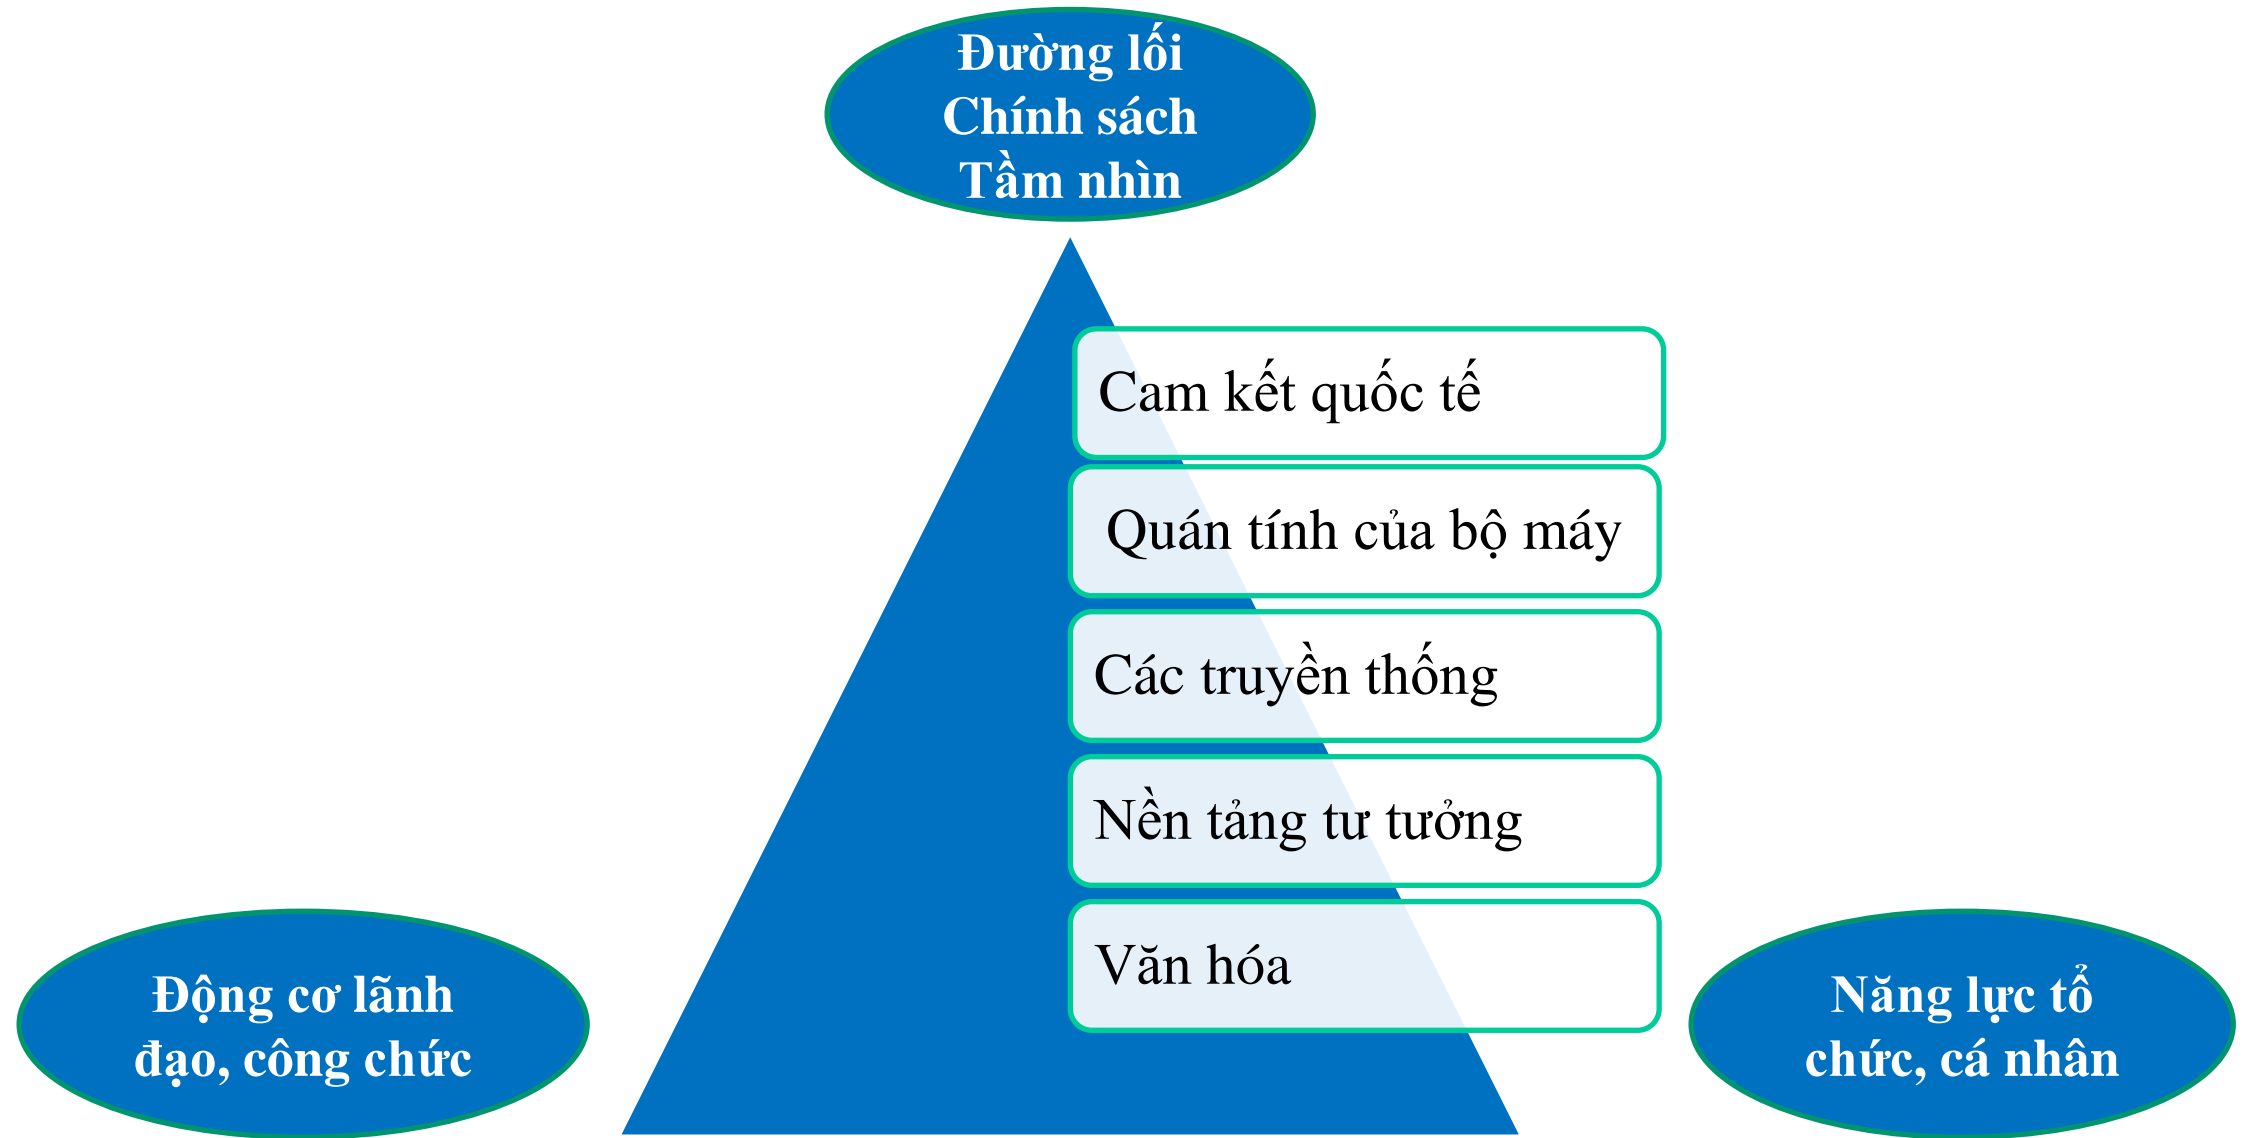 Đường lối
Chính sách
Tầm nhìn
Cam kết quốc tế
Quán tính của bộ máy
Các truyền thống
Nền tảng tư tưởng
Văn hóa
Động cơ lãnh
đạo, công chức
Năng lực tổ
chức, cá nhân